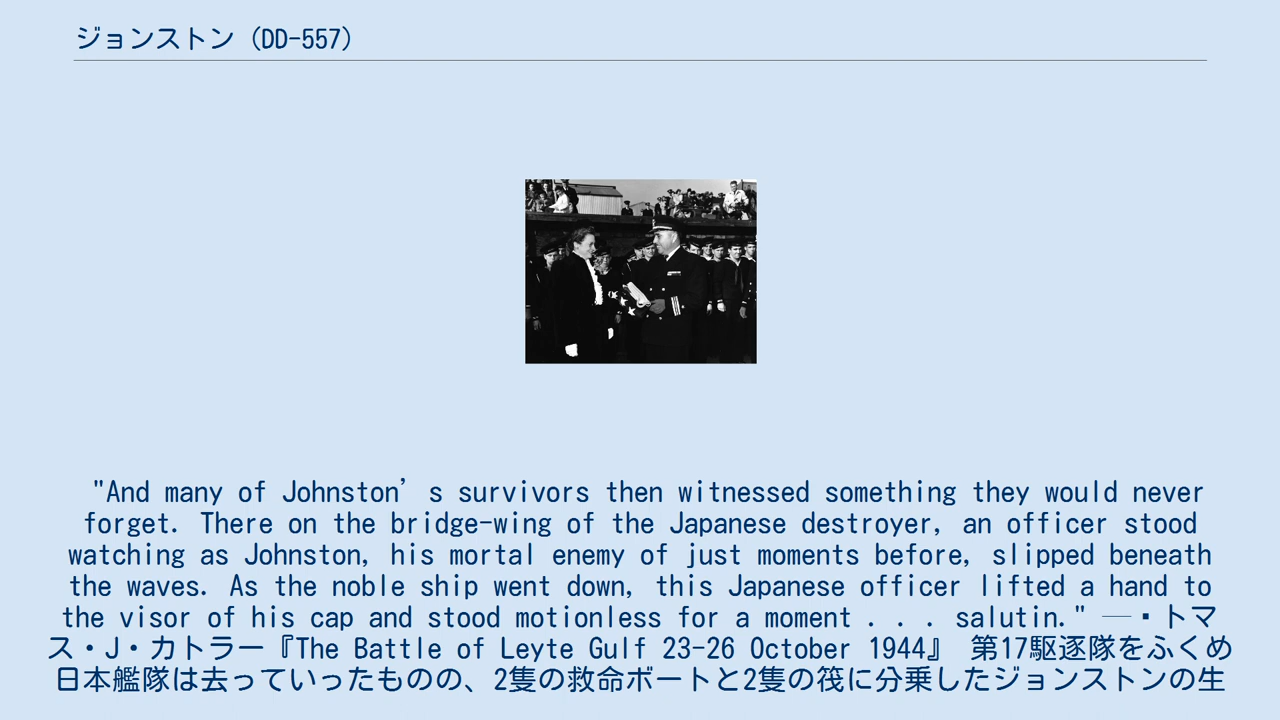 ジョンストン（DD-557）
"And many of Johnston’s survivors then witnessed something they would never
forget. There on the bridge-wing of the Japanese destroyer, an officer stood
watching as Johnston, his mortal enemy of just moments before, slipped beneath
the waves. As the noble ship went down, this Japanese officer lifted a hand to
the visor of his cap and stood motionless for a moment . . . salutin." ─▪トマ
ス・J・カトラー『The Battle of Leyte Gulf 23-26 October 1944』 第17駆逐隊をふくめ
日本艦隊は去っていったものの、2隻の救命ボートと2隻の筏に分乗したジョンストンの生